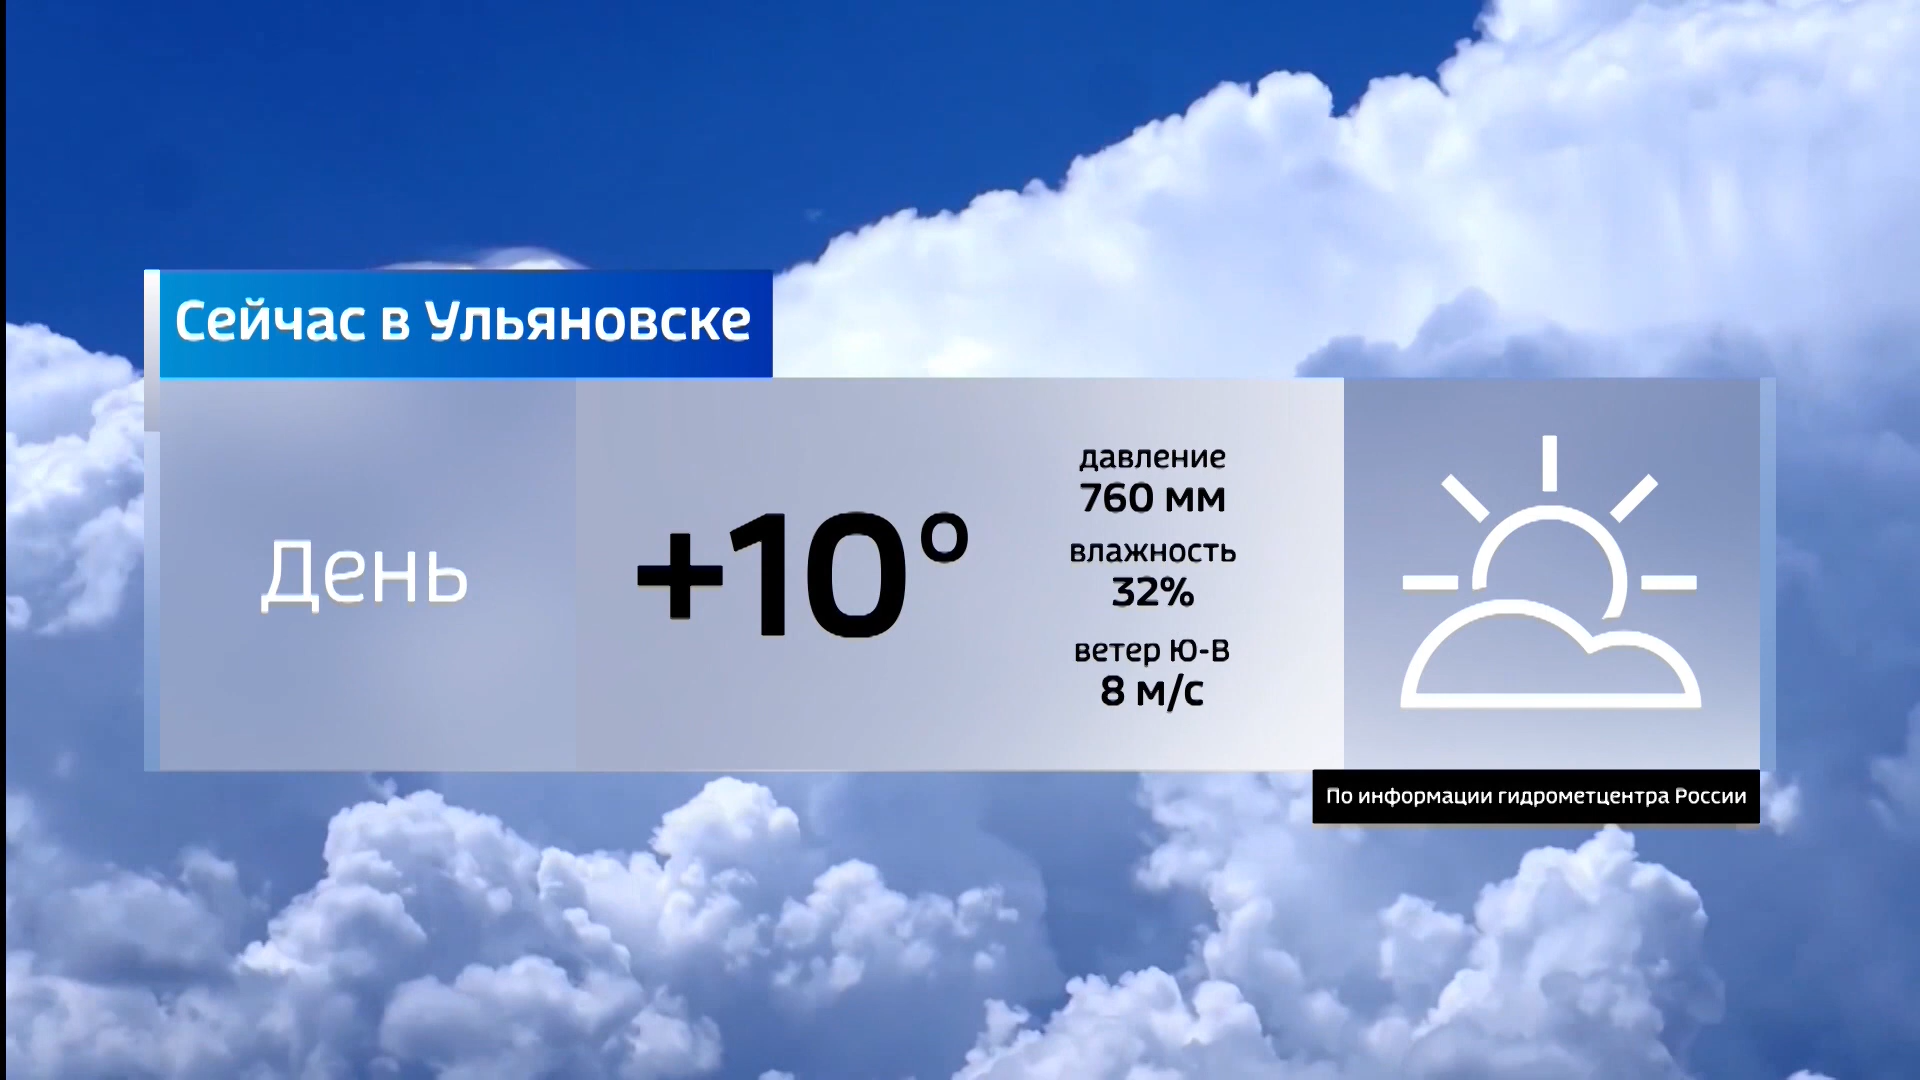 Сейчас в Ульяновске
День
+10°
давление
760 мм
влажность
32%
ветер Ю-В
8 м/с
По информации гидрометцентра России